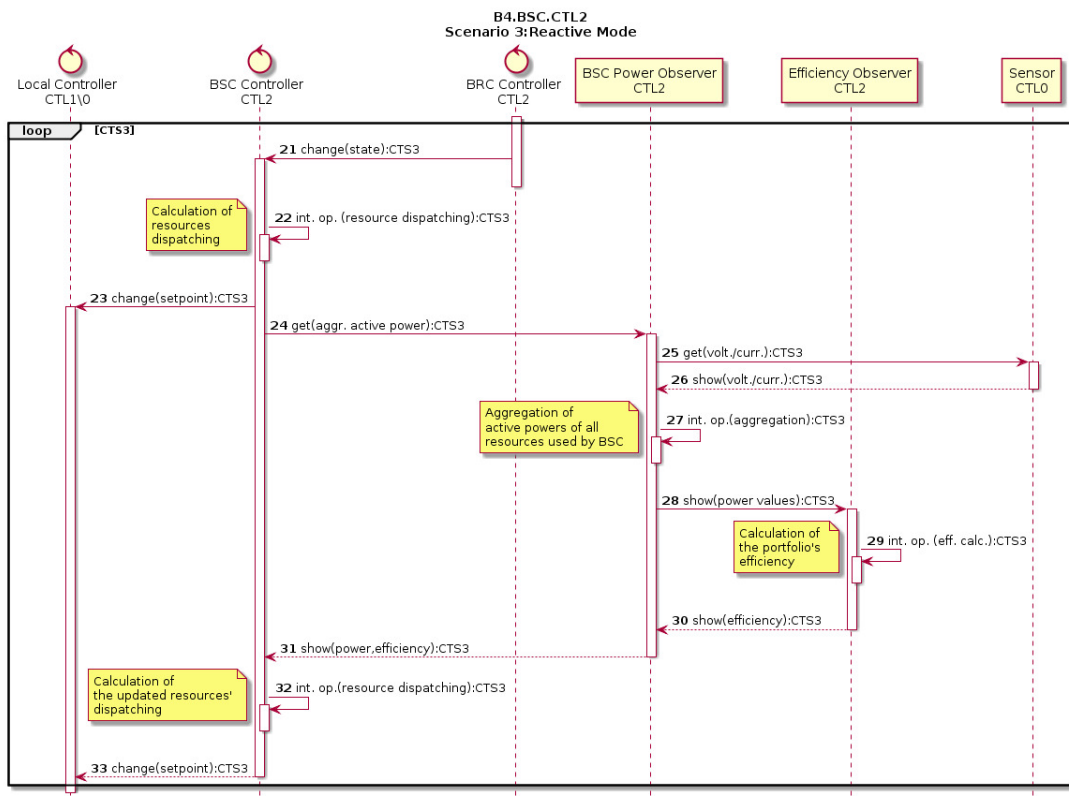 B4.BSC.CTL2
Scenario 3:Reactive Mode
Local Controller
CTL1\0
BSC Controller
CTL2
BRC Controller
CTL2
BSC Power Observer
CTL2
Efficiency Observer
CTL2
Sensor
CTL0
loop [CTS3]
21 change(state):CTS3
Calculation of
resources
dispatching
22 int. op. (resource dispatching):CTS3
23 change(setpoint):CTS3
24 get(aggr. active power):CTS3
25 get(volt./curr.):CTS3
26 show(volt./curr.):CTS3
Aggregation of
active powers of all
resources used by BSC
27 int. op.(aggregation):CTS3
28 show(power values):CTS3
Calculation of
the portfolio's
efficiency
29 int. op. (eff. calc.):CTS3
30 show(efficiency):CTS3
31 show(power,efficiency):CTS3
Calculation of
the updated resources'
dispatching
32 int. op.(resource dispatching):CTS3
33 change(setpoint):CTS3